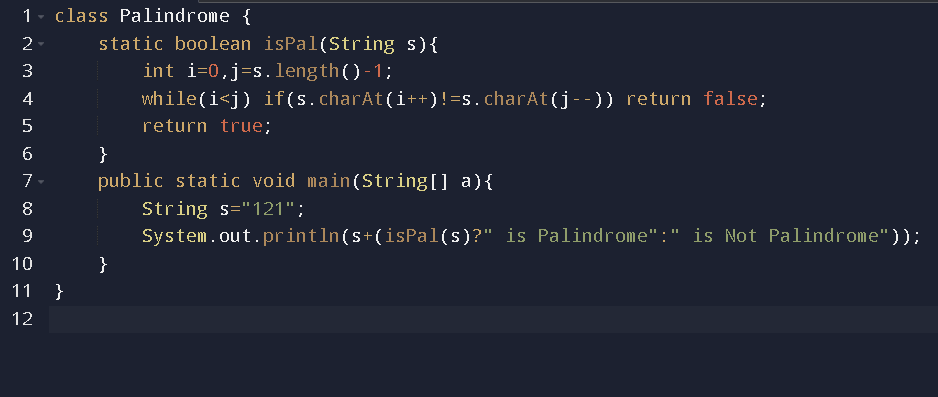 1 class Palindrome {
2     static boolean isPal(String s){
3         int i=0,j=s.length()-1;
4         while(i<j) if(s.charAt(i++)!=s.charAt(j--)) return false;
5         return true;
6     }
7     public static void main(String[] a){
8         String s="121";
9         System.out.println(s+(isPal(s)?" is Palindrome":" is Not Palindrome"));
10     }
11 }
12